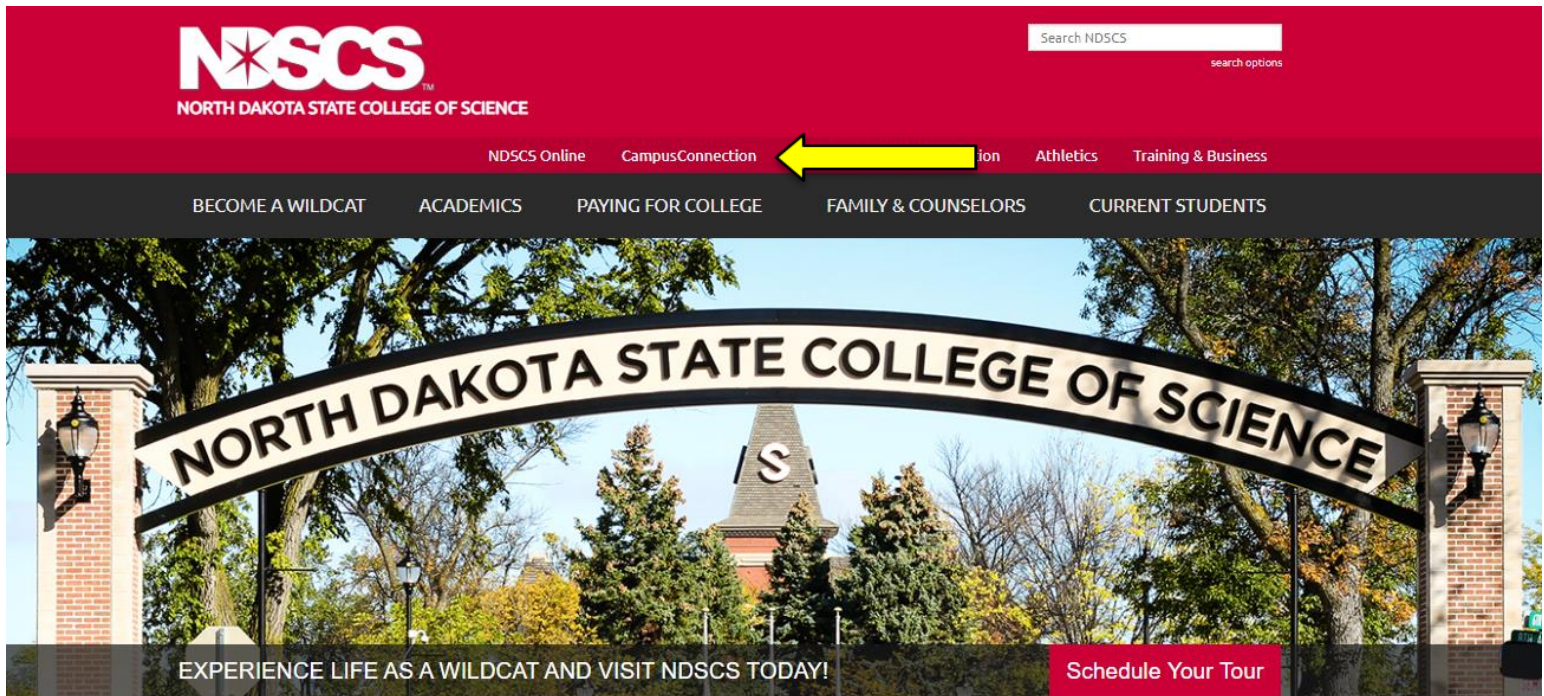 NDSCS TM
Search NDSCS
search options
NORTH DAKOTA STATE COLLEGE OF SCIENCE
NDSCS Online CampusConnection Athletics Training & Business
BECOME A WILDCAT ACADEMICS PAYING FOR COLLEGE FAMILY & COUNSELORS CURRENT STUDENTS
NORTH DAKOTA STATE COLLEGE OF SCIENCE
S
EXPERIENCE LIFE AS A WILDCAT AND VISIT NDSCS TODAY!
Schedule Your Tour